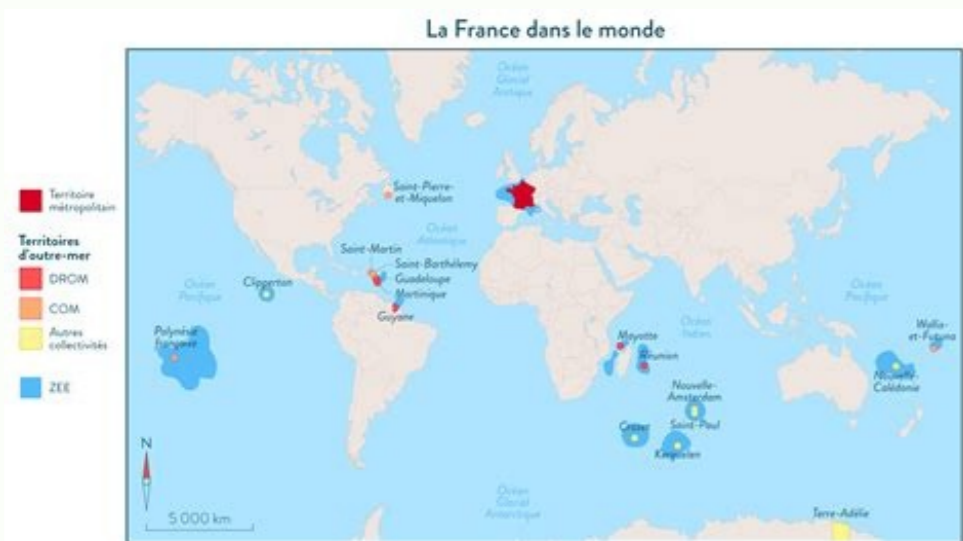 La France dans le monde
Océan
Glacial
Arctique
Territoire
métropolitain
Territoires
d'outre-mer
DROM
COM
Autres
collectivités
ZEE
Saint-Pierre-
et-Miquelon
Océan
Atlantique
Saint-Martin
Saint-Barthélemy
Guadeloupe
Martinique
Guyane
Clipperton
Océan
Pacifique
Polynésie
française
Mayotte
Réunion
Océan
Indien
Nouvelle-
Amsterdam
Saint-Paul
Crozet
Kerguelen
Océan
Pacifique
Wallis-
et-Futuna
Nouvelle-
Calédonie
Océan
Glacial
Antarctique
Terre-Adélie
N
5 000 km